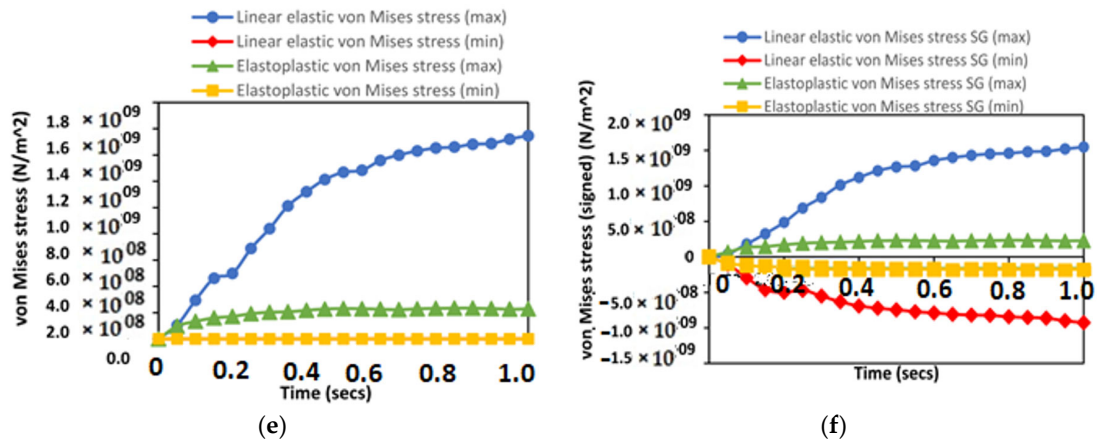 Linear elastic von Mises stress (max)
Linear elastic von Mises stress (min)
Elastoplastic von Mises stress (max)
Elastoplastic von Mises stress (min)
von Mises stress (N/m^2)
1.8 × 10^09
1.6 × 10^09
1.4 × 10^09
1.2 × 10^09
1.0 × 10^09
8.0 × 10^08
6.0 × 10^08
4.0 × 10^08
2.0 × 10^08
0.0
0 0.2 0.4 0.6 0.8 1.0
Time (secs)
(e)
Linear elastic von Mises stress SG (max)
Linear elastic von Mises stress SG (min)
Elastoplastic von Mises stress SG (max)
Elastoplastic von Mises stress SG (min)
von Mises stress (signed) (N/m^2)
2.0 × 10^09
1.5 × 10^09
1.0 × 10^09
5.0 × 10^08
0
−5.0 × 10^08
−1.0 × 10^09
−1.5 × 10^09
0 0.2 0.4 0.6 0.8 1.0
Time (secs)
(f)